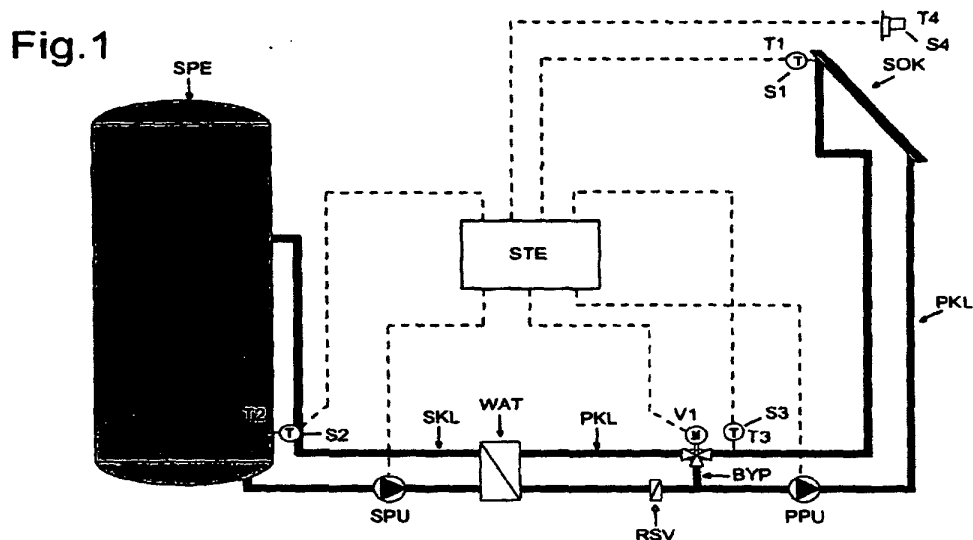 Fig.1
SPE
T4
S4
T1
T
S1
SOK
STE
PKL
T2
T
S2
SKL
WAT
PKL
V1
M
T
S3
T3
BYP
SPU
RSV
PPU